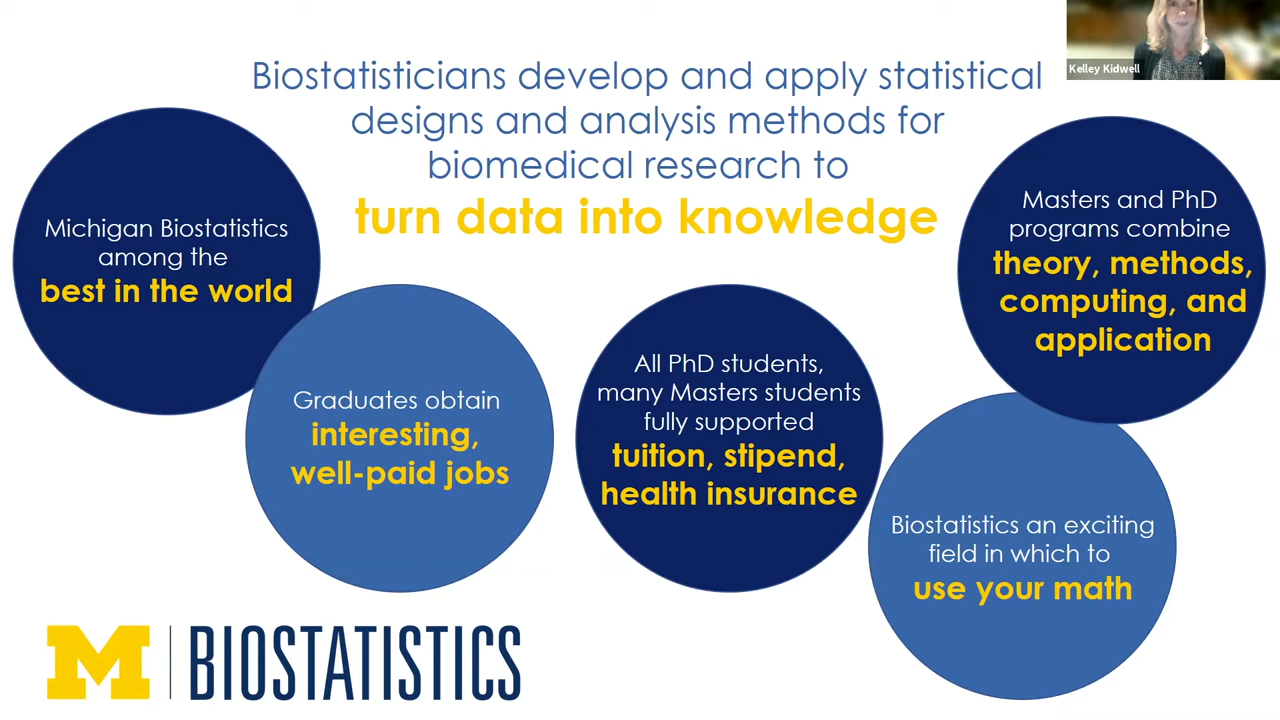 Kelley Kidwell
Biostatisticians develop and apply statistical
designs and analysis methods for
biomedical research to
turn data into knowledge
Michigan Biostatistics
among the
best in the world
Graduates obtain
interesting,
well-paid jobs
All PhD students,
many Masters students
fully supported
tuition, stipend,
health insurance
Masters and PhD
programs combine
theory, methods,
computing, and
application
Biostatistics an exciting
field in which to
use your math
M BIOSTATISTICS